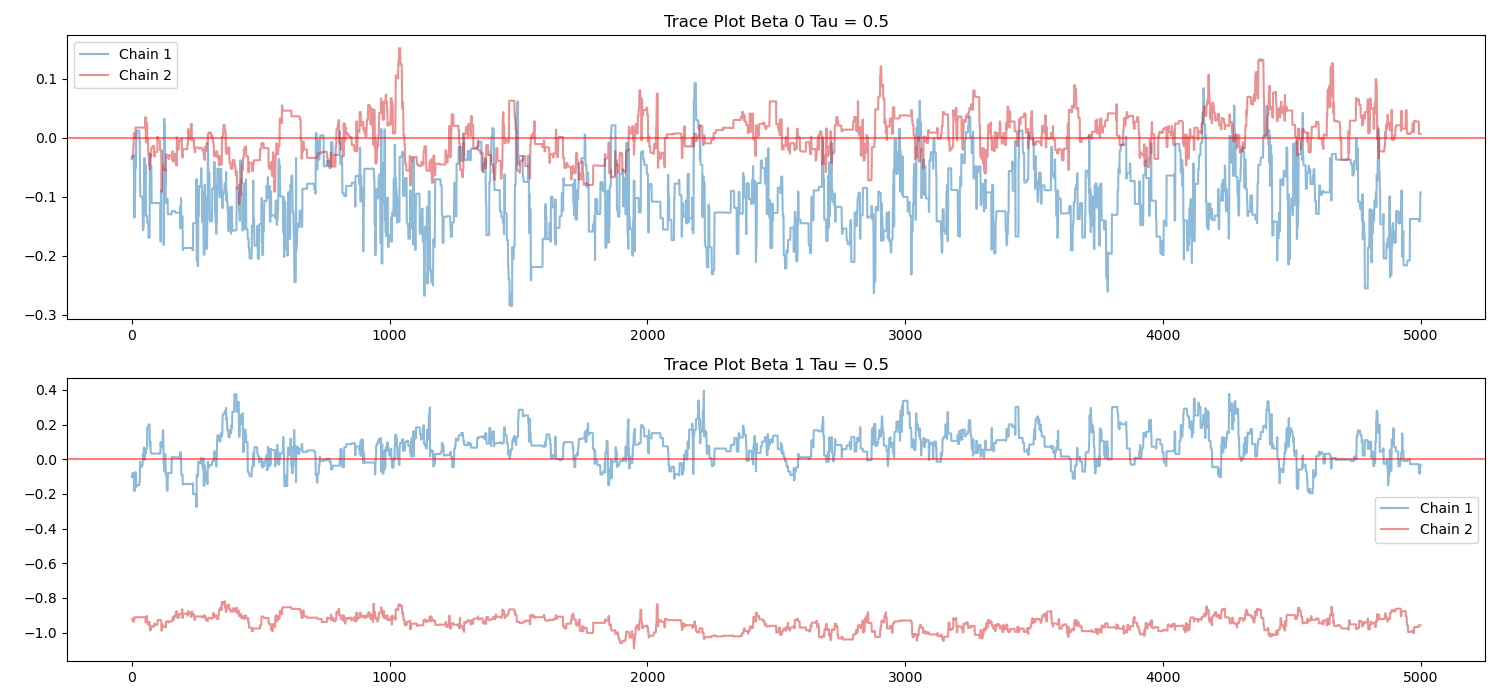 Trace Plot Beta 0 Tau = 0.5
Chain 1
Chain 2
0.1
0.0
−0.1
−0.2
−0.3
0 1000 2000 3000 4000 5000
Trace Plot Beta 1 Tau = 0.5
0.4
0.2
0.0
−0.2
−0.4
−0.6
−0.8
−1.0
Chain 1
Chain 2
0 1000 2000 3000 4000 5000